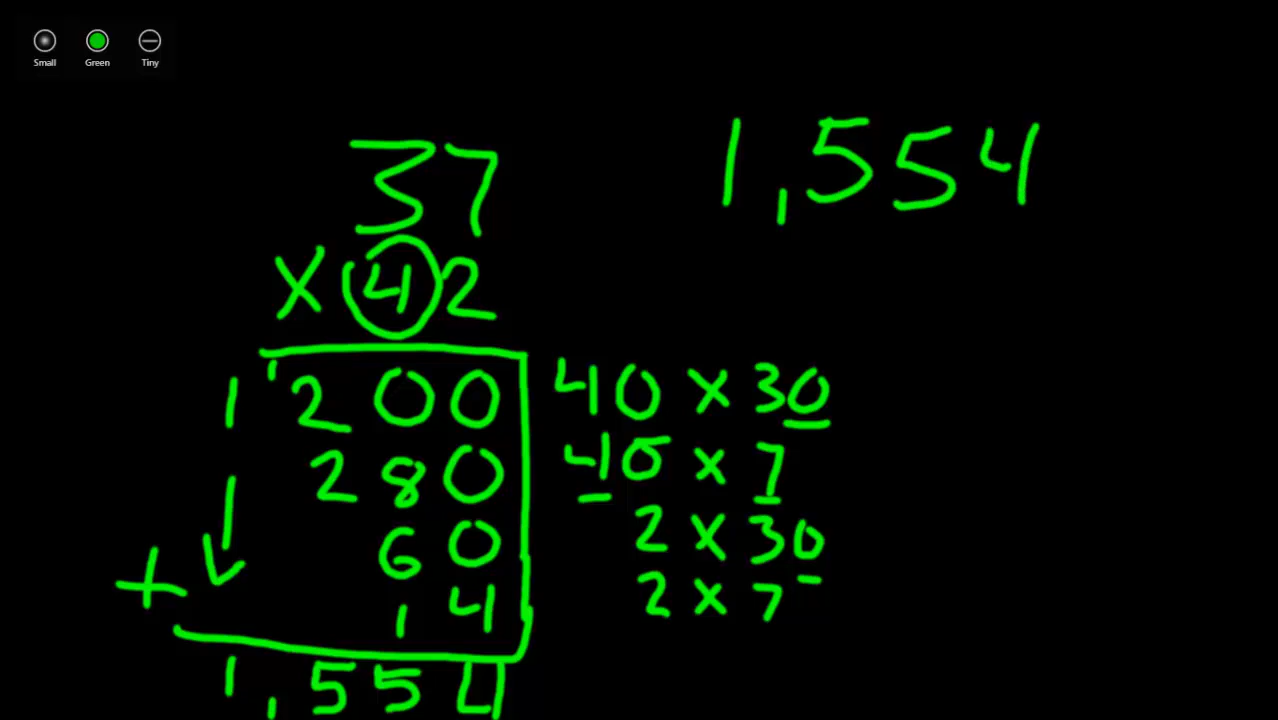 Small Green Tiny
37 1,554
X 42
1'200 40 X 30
280 40 X 7
60 2 X 30
+ 14 2 X 7
1,554